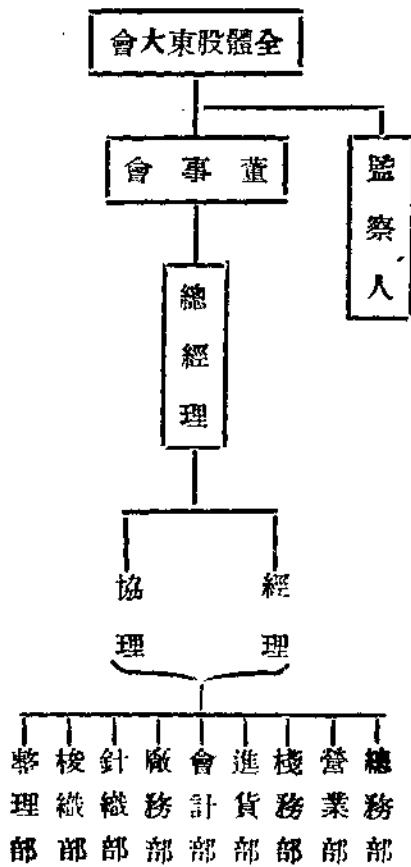 全體股東大會
監察人
董事會
總經理
經理
協理
總務部
營業部
棧務部
進貨部
會計部
廠務部
針織部
梭織部
整理部